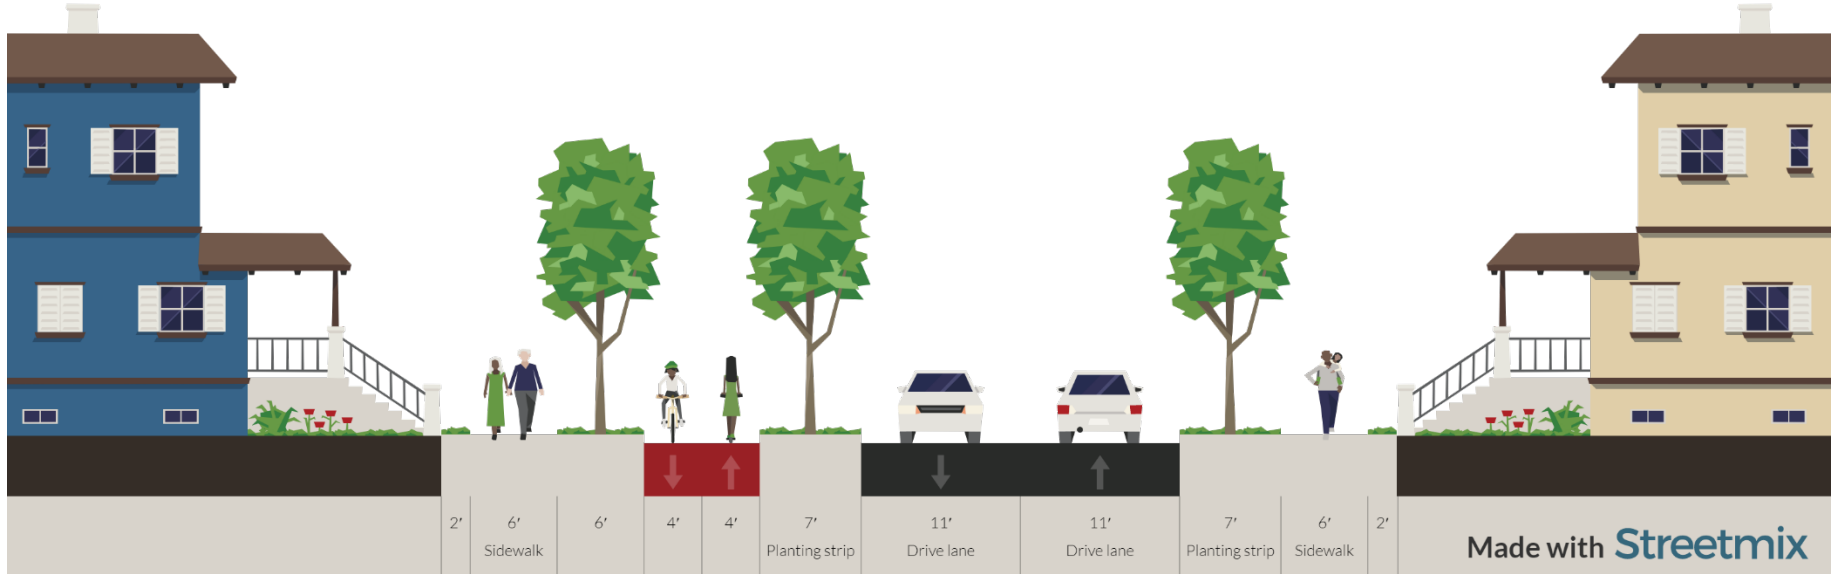 2′ 6′ 6′ 4′ 4′ 7′ 11′ 11′ 7′ 6′ 2′
Sidewalk Planting strip Drive lane Drive lane Planting strip Sidewalk
Made with Streetmix